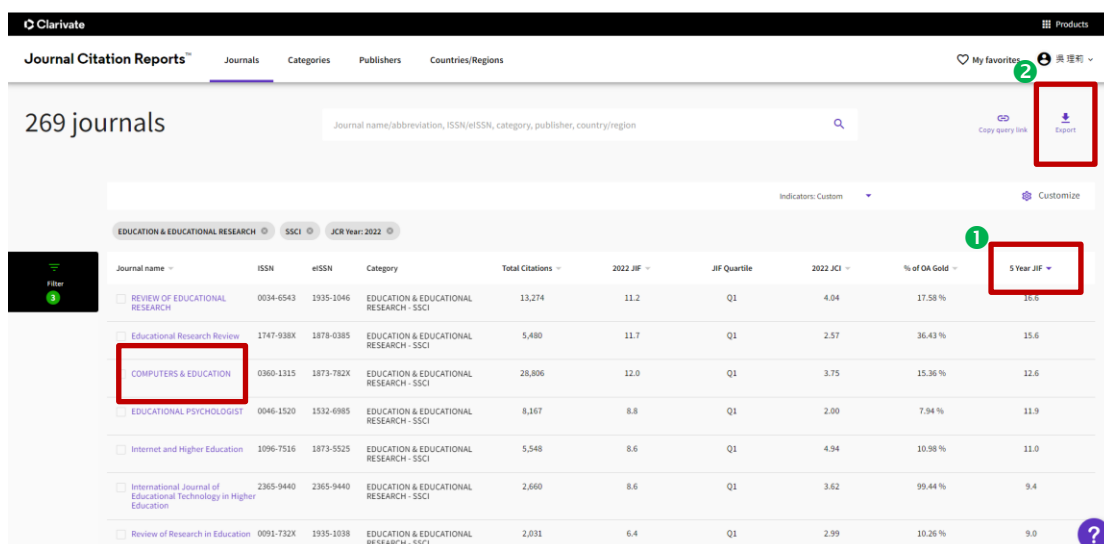 Clarivate
Products
Journal Citation Reports™ Journals Categories Publishers Countries/Regions My favorites 吳 理莉
2
269 journals
Journal name/abbreviation, ISSN/eISSN, category, publisher, country/region
Copy query link Export
Indicators: Custom Customize
EDUCATION & EDUCATIONAL RESEARCH SSCI JCR Year: 2022
1
Filter
3
Journal name ISSN eISSN Category Total Citations 2022 JIF JIF Quartile 2022 JCI % of OA Gold 5 Year JIF
REVIEW OF EDUCATIONAL 0034-6543 1935-1046 EDUCATION & EDUCATIONAL 13,274 11.2 Q1 4.04 17.58 % 16.6
RESEARCH RESEARCH - SSCI
Educational Research Review 1747-938X 1878-0385 EDUCATION & EDUCATIONAL 5,480 11.7 Q1 2.57 36.43 % 15.6
RESEARCH - SSCI
COMPUTERS & EDUCATION 0360-1315 1873-782X EDUCATION & EDUCATIONAL 28,806 12.0 Q1 3.75 15.36 % 12.6
RESEARCH - SSCI
EDUCATIONAL PSYCHOLOGIST 0046-1520 1532-6985 EDUCATION & EDUCATIONAL 8,167 8.8 Q1 2.00 7.94 % 11.9
RESEARCH - SSCI
Internet and Higher Education 1096-7516 1873-5525 EDUCATION & EDUCATIONAL 5,548 8.6 Q1 4.94 10.98 % 11.0
RESEARCH - SSCI
International Journal of 2365-9440 2365-9440 EDUCATION & EDUCATIONAL 2,660 8.6 Q1 3.62 99.44 % 9.4
Educational Technology in Higher RESEARCH - SSCI
Education
Review of Research in Education 0091-732X 1935-1038 EDUCATION & EDUCATIONAL 2,031 6.4 Q1 2.99 10.26 % 9.0
RESEARCH - SSCI
?